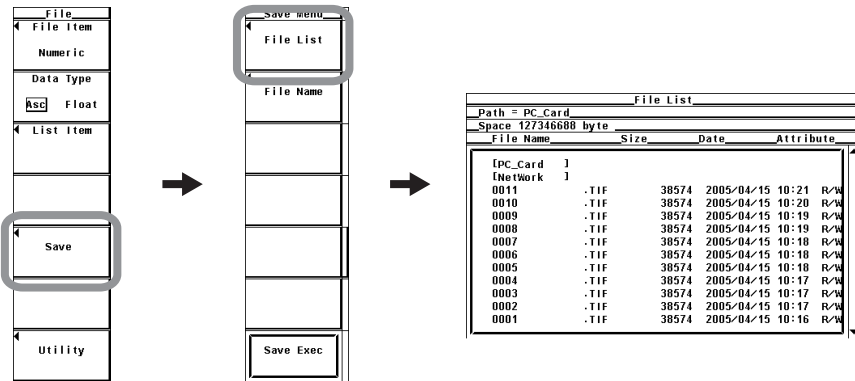 File
File Item
Numeric
Data Type
Asc Float
List Item
Save
Utility
Save Menu
File List
File Name
Save Exec
File List
Path = PC_Card
Space 127346688 byte
File Name Size Date Attribute
[PC_Card ]
[NetWork ]
0011 .TIF 38574 2005/04/15 10:21 R/W
0010 .TIF 38574 2005/04/15 10:20 R/W
0009 .TIF 38574 2005/04/15 10:19 R/W
0008 .TIF 38574 2005/04/15 10:19 R/W
0007 .TIF 38574 2005/04/15 10:18 R/W
0006 .TIF 38574 2005/04/15 10:18 R/W
0005 .TIF 38574 2005/04/15 10:18 R/W
0004 .TIF 38574 2005/04/15 10:17 R/W
0003 .TIF 38574 2005/04/15 10:17 R/W
0002 .TIF 38574 2005/04/15 10:17 R/W
0001 .TIF 38574 2005/04/15 10:16 R/W